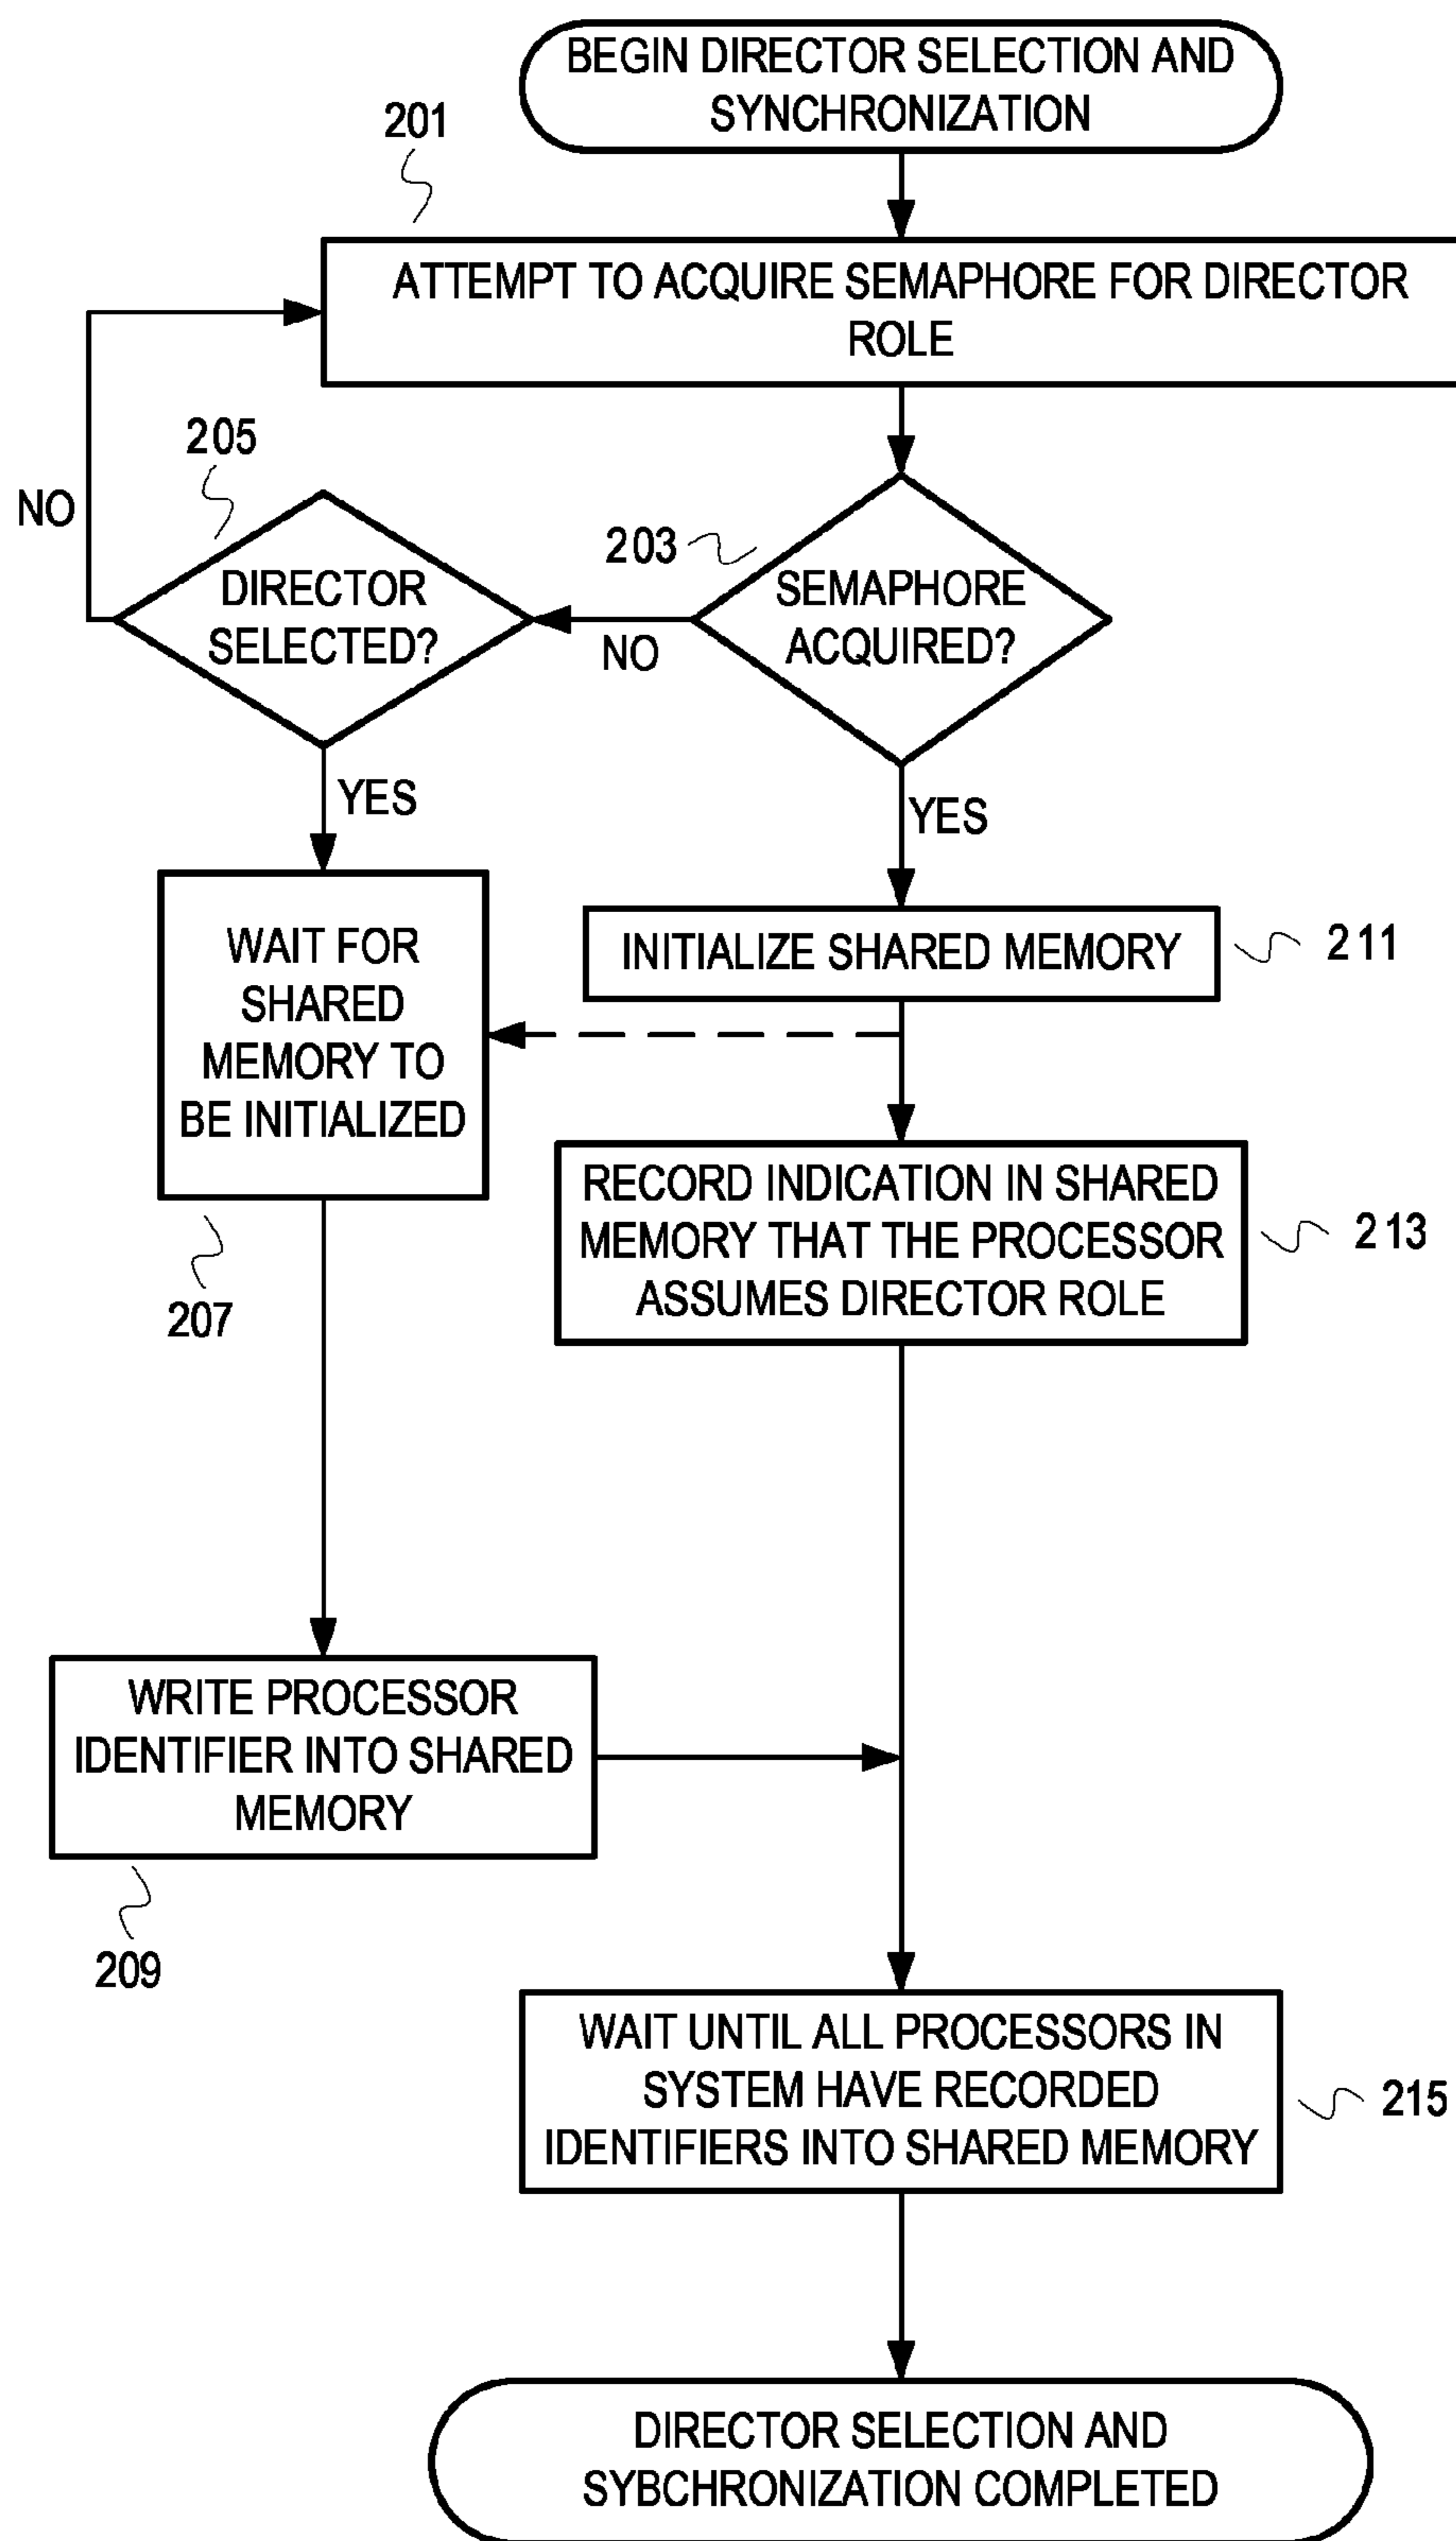 BEGIN DIRECTOR SELECTION AND
SYNCHRONIZATION
201
ATTEMPT TO ACQUIRE SEMAPHORE FOR DIRECTOR
ROLE
205
NO
203
DIRECTOR
SELECTED?
SEMAPHORE
ACQUIRED?
NO
YES
YES
WAIT FOR
SHARED
MEMORY TO
BE INITIALIZED
INITIALIZE SHARED MEMORY
211
RECORD INDICATION IN SHARED
MEMORY THAT THE PROCESSOR
ASSUMES DIRECTOR ROLE
213
207
WRITE PROCESSOR
IDENTIFIER INTO SHARED
MEMORY
209
WAIT UNTIL ALL PROCESSORS IN
SYSTEM HAVE RECORDED
IDENTIFIERS INTO SHARED MEMORY
215
DIRECTOR SELECTION AND
SYBCHRONIZATION COMPLETED